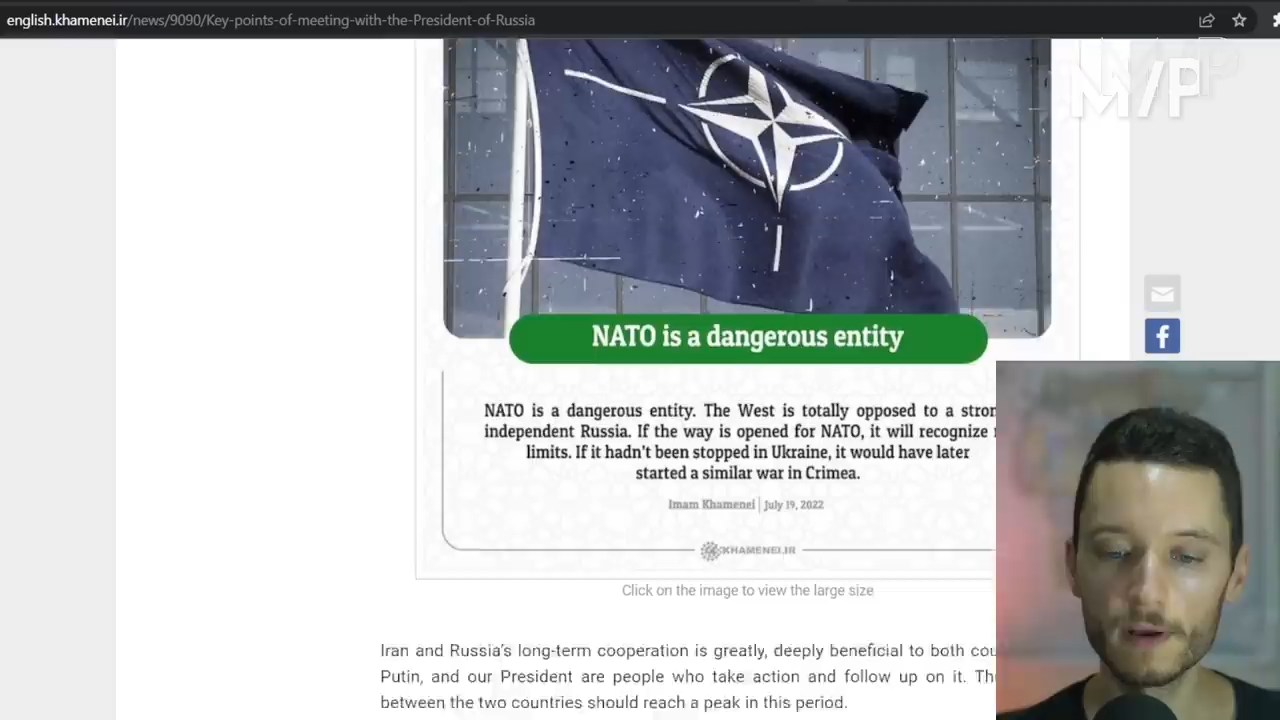 english.khamenei.ir/news/9090/Key-points-of-meeting-with-the-President-of-Russia
M/P
NATO is a dangerous entity
NATO is a dangerous entity. The West is totally opposed to a
independent Russia. If the way is opened for NATO, it will recognize
limits. If it hadn't been stopped in Ukraine, it would have later
started a similar war in Crimea.
Imam Khamenei | July 19, 2022
KHAMENEI.IR
Click on the image to view the large size
Iran and Russia's long-term cooperation is greatly, deeply beneficial to both
Putin, and our President are people who take action and follow up on it.
between the two countries should reach a peak in this period.